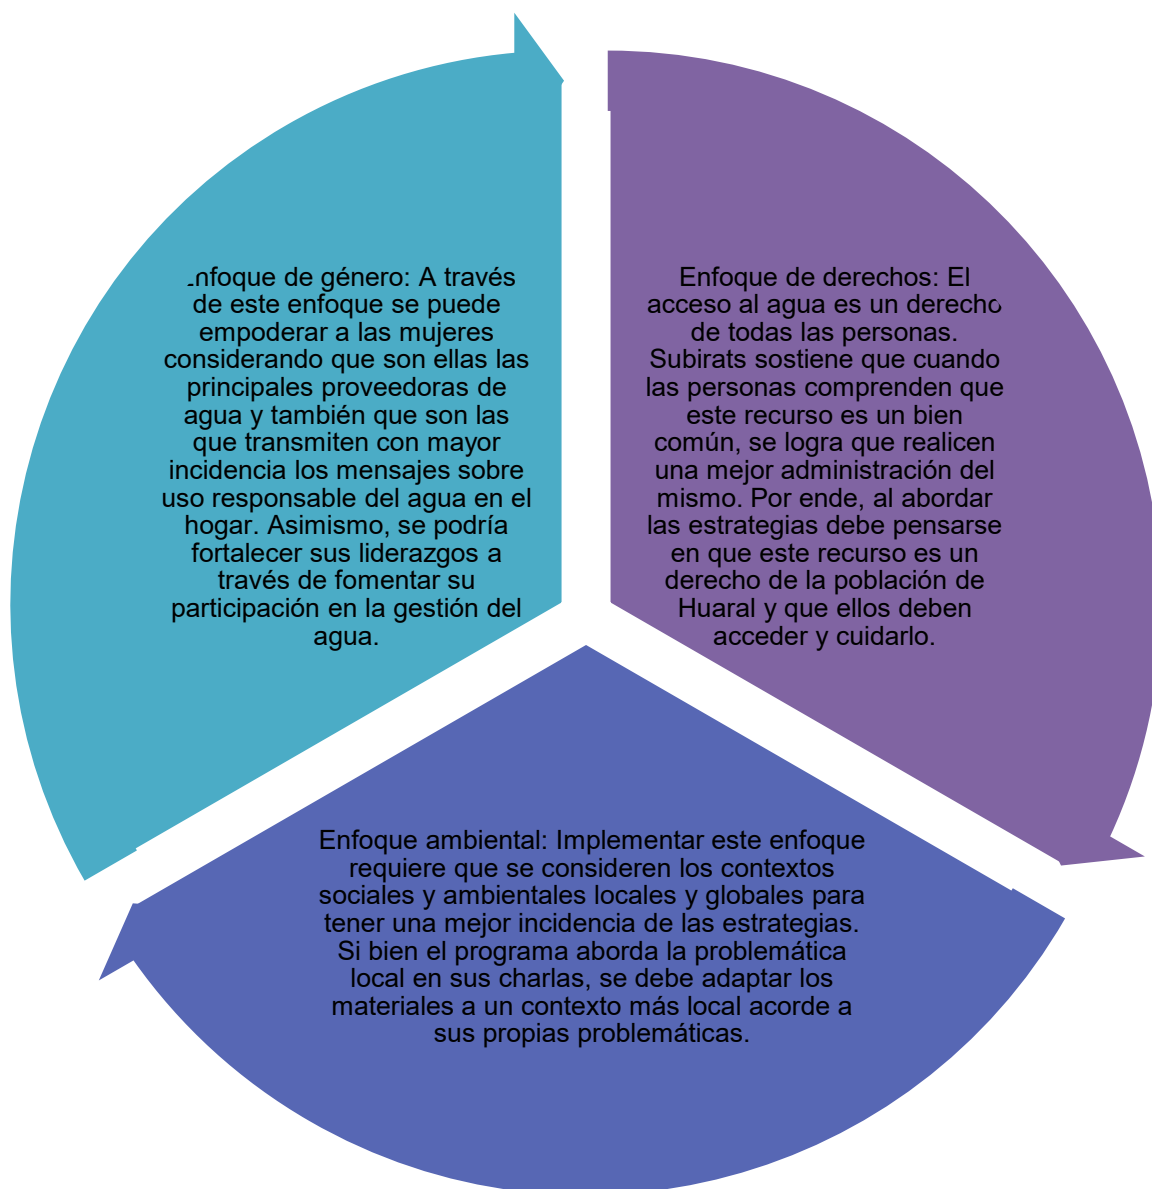 Enfoque de género: A través
de este enfoque se puede
empoderar a las mujeres
considerando que son ellas las
principales proveedoras de
agua y también que son las
que transmiten con mayor
incidencia los mensajes sobre
uso responsable del agua en el
hogar. Asimismo, se podría
fortalecer sus liderazgos a
través de fomentar su
participación en la gestión del
agua.
Enfoque de derechos: El
acceso al agua es un derecho
de todas las personas.
Subirats sostiene que cuando
las personas comprenden que
este recurso es un bien
común, se logra que realicen
una mejor administración del
mismo. Por ende, al abordar
las estrategias debe pensarse
en que este recurso es un
derecho de la población de
Huaral y que ellos deben
acceder y cuidarlo.
Enfoque ambiental: Implementar este enfoque
requiere que se consideren los contextos
sociales y ambientales locales y globales para
tener una mejor incidencia de las estrategias.
Si bien el programa aborda la problemática
local en sus charlas, se debe adaptar los
materiales a un contexto más local acorde a
sus propias problemáticas.